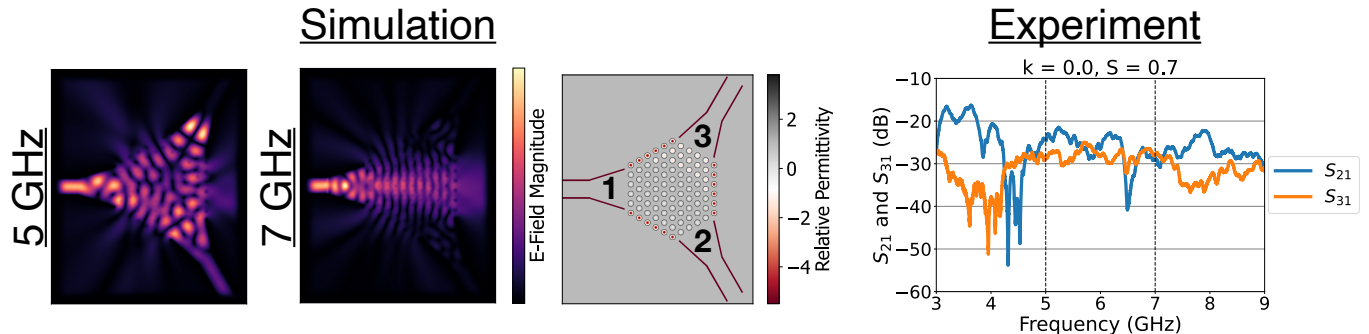 Simulation
Experiment
5 GHz
7 GHz
E-Field Magnitude
1
3
2
2
0
−2
−4
Relative Permittivity
k = 0.0, S = 0.7
−10
−20
−30
−40
−50
−60
S21 and S31 (dB)
3 4 5 6 7 8 9
Frequency (GHz)
S21
S31